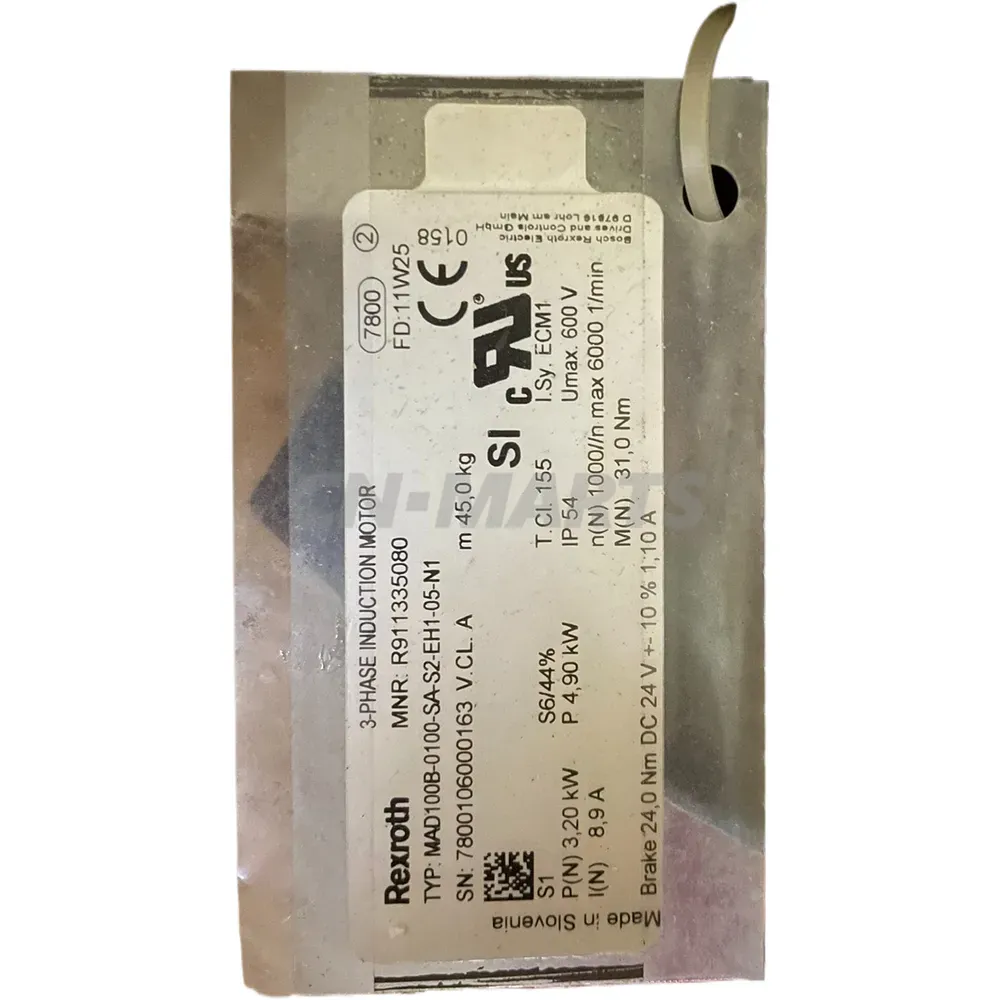 3-PHASE INDUCTION MOTOR 7800 2
Rexroth MNR: R911335080 FD:11W25
TYP: MAD100B-0100-SA-S2-EH1-05-N1
SN: 7800106000163 V.CL. A m 45,0 kg CE 0158
SI c RU ® US
S1 S6/44% T.Cl. 155 I.Sy. ECM1
P(N) 3,20 kW P 4,90 kW IP 54 Umax. 600 V
I(N) 8,9 A n(N) 1000//n max 6000 1/min
M(N) 31,0 Nm
Brake 24,0 Nm DC 24 V +- 10 % 1,10 A
Made in Slovenia
Bosch Rexroth Electric
Drives and Controls GmbH
D 97816 Lohr am Main
CN-MARTS